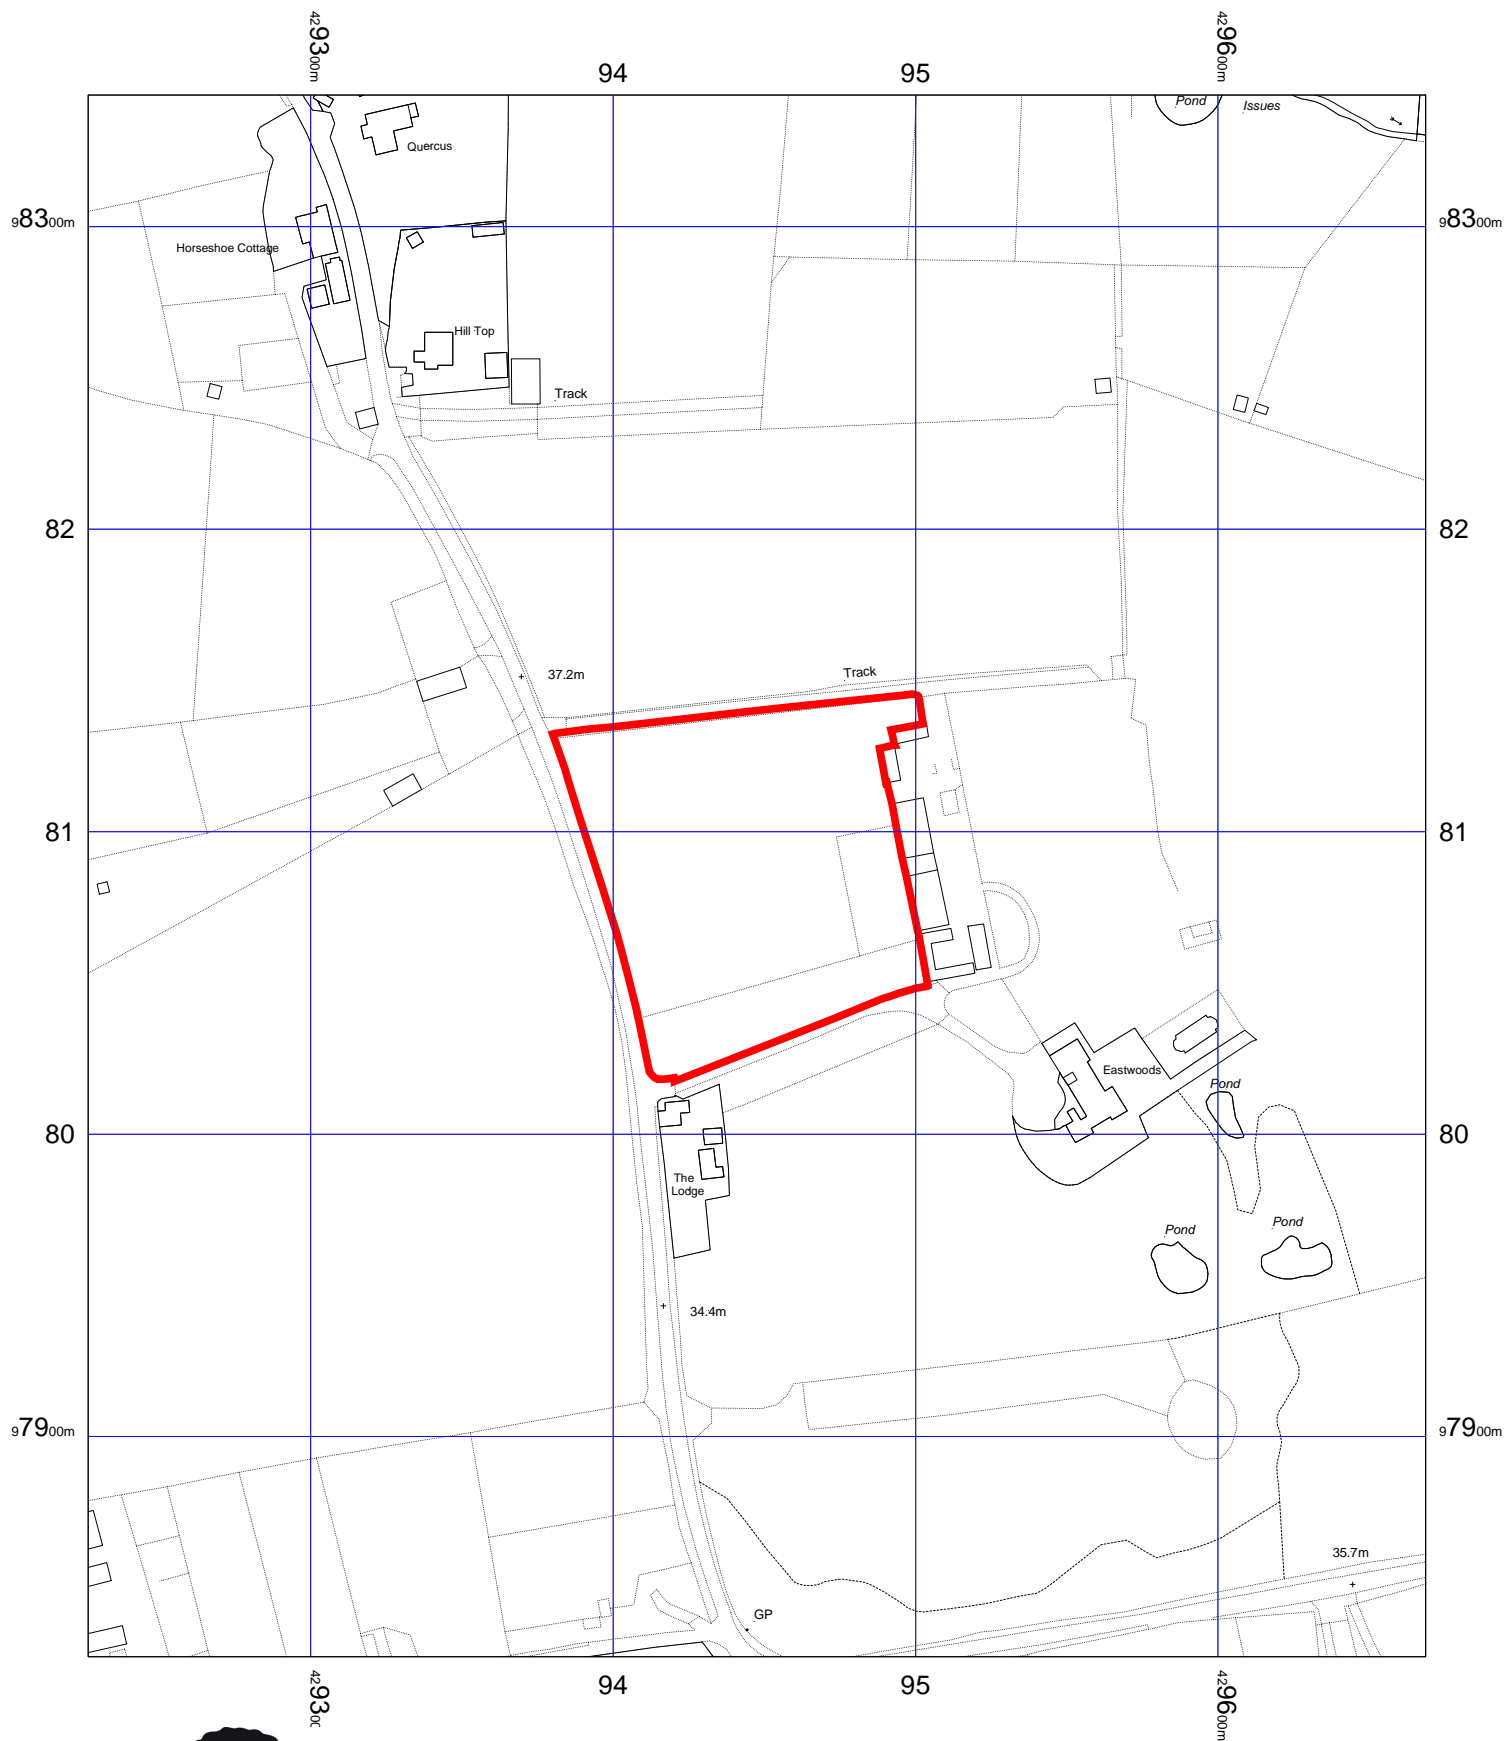 429300m
94
95
429600m
Pond
Issues
Quercus
98300m
Horseshoe Cottage
98300m
Hill Top
Track
82
82
37.2m
Track
81
81
Eastwoods
Pond
80
80
The
Lodge
Pond
Pond
34.4m
97900m
97900m
35.7m
GP
94
95
429600m